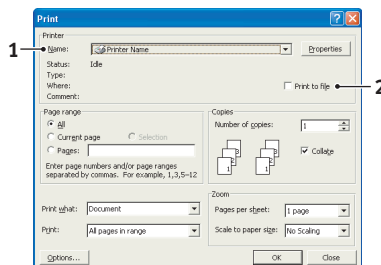 Print
Printer
1 Name: Printer Name Properties
Status: Idle
Type:
Where: Print to file 2
Comment:
Page range
All
Current page Selection
Pages:
Enter page numbers and/or page ranges
separated by commas. For example, 1,3,5-12
Copies
Number of copies: 1
Collate
Print what: Document
Print: All pages in range
Zoom
Pages per sheet: 1 page
Scale to paper size: No Scaling
Options... OK Close